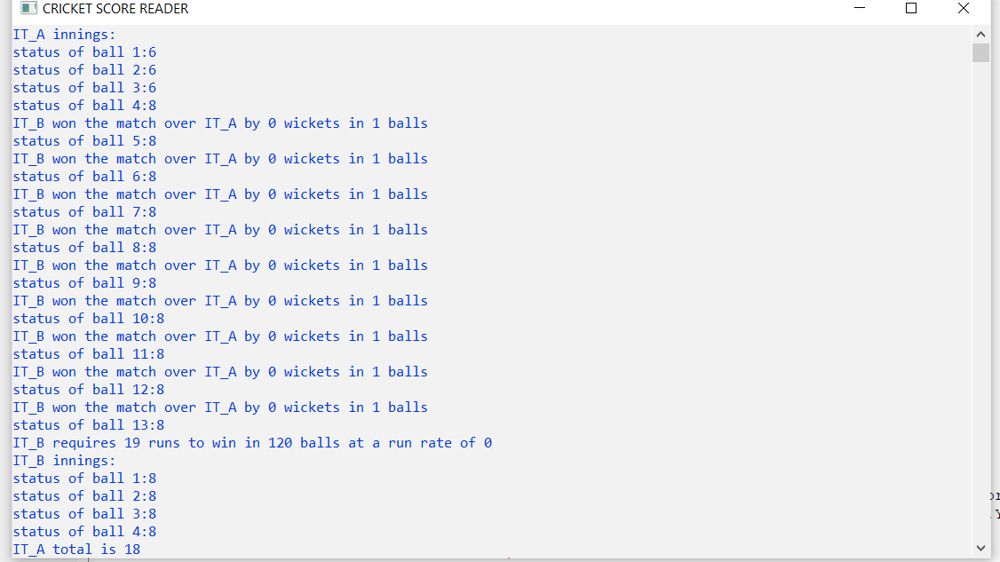 CRICKET SCORE READER
IT_A innings:
status of ball 1:6
status of ball 2:6
status of ball 3:6
status of ball 4:8
IT_B won the match over IT_A by 0 wickets in 1 balls
status of ball 5:8
IT_B won the match over IT_A by 0 wickets in 1 balls
status of ball 6:8
IT_B won the match over IT_A by 0 wickets in 1 balls
status of ball 7:8
IT_B won the match over IT_A by 0 wickets in 1 balls
status of ball 8:8
IT_B won the match over IT_A by 0 wickets in 1 balls
status of ball 9:8
IT_B won the match over IT_A by 0 wickets in 1 balls
status of ball 10:8
IT_B won the match over IT_A by 0 wickets in 1 balls
status of ball 11:8
IT_B won the match over IT_A by 0 wickets in 1 balls
status of ball 12:8
IT_B won the match over IT_A by 0 wickets in 1 balls
status of ball 13:8
IT_B requires 19 runs to win in 120 balls at a run rate of 0
IT_B innings:
status of ball 1:8
status of ball 2:8
status of ball 3:8
status of ball 4:8
IT_A total is 18